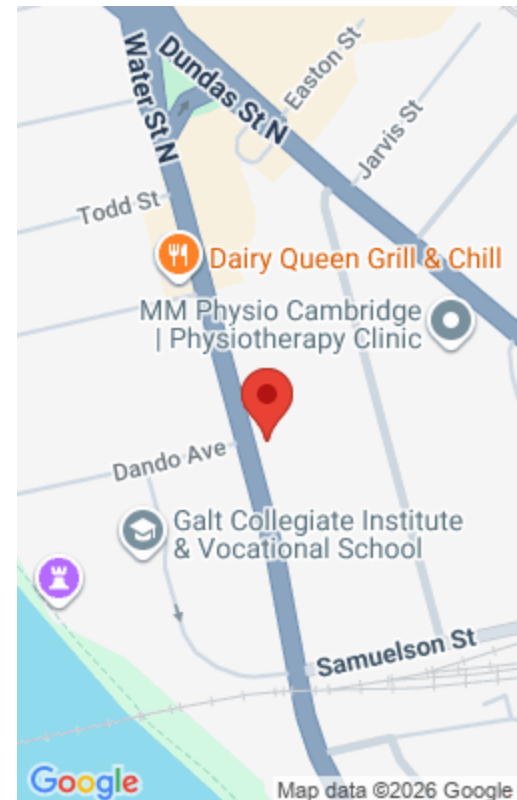 Water St N
Dundas St N
Easton St
Jarvis St
Todd St
Dairy Queen Grill & Chill
MM Physio Cambridge
| Physiotherapy Clinic
Dando Ave
Galt Collegiate Institute
& Vocational School
Samuelson St
Google
Map data ©2026 Google